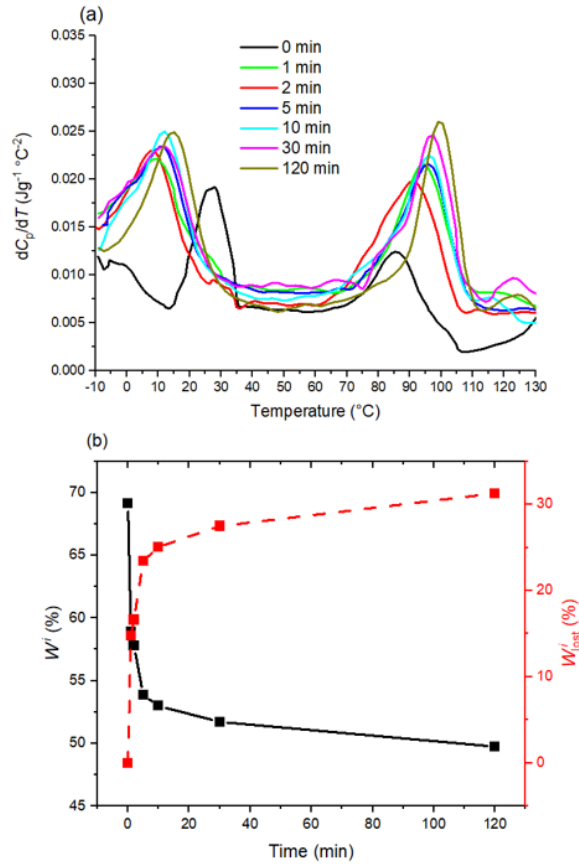 (a)
0.035
0.030
0.025
0.020
0.015
0.010
0.005
0.000
dCp/dT (Jg⁻¹ °C⁻²)
0 min
1 min
2 min
5 min
10 min
30 min
120 min
-10 0 10 20 30 40 50 60 70 80 90 100 110 120 130
Temperature (°C)
(b)
70
65
60
55
50
45
Wⁱ (%)
30
20
10
0
Wⁱlost (%)
0 20 40 60 80 100 120
Time (min)